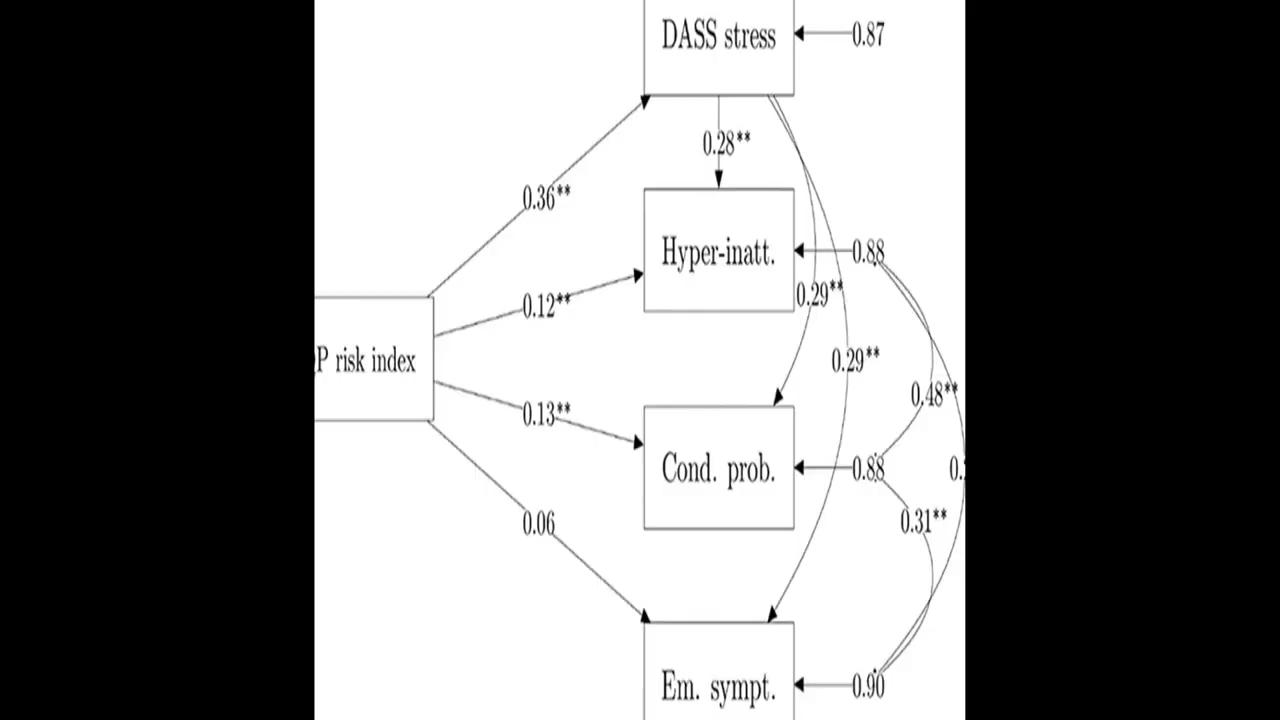 DASS stress
0.87
0.28**
0.36**
Hyper-inatt.
0.88
0.12**
0.29**
P risk index
0.29**
0.48**
0.13**
Cond. prob.
0.88
0.31**
0.06
Em. sympt.
0.90